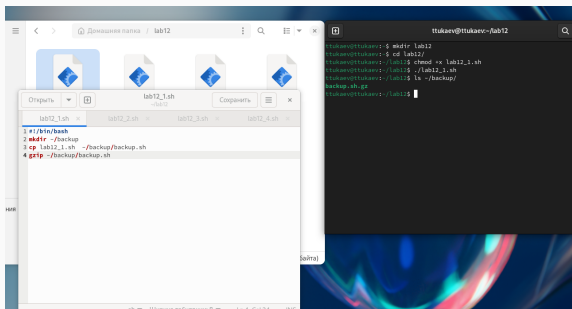 Домашняя папка / lab12
Открыть
lab12_1.sh
~/lab12
Сохранить
lab12_1.sh
lab12_2.sh
lab12_3.sh
lab12_4.sh
1 #!/bin/bash
2 mkdir ~/backup
3 cp lab12_1.sh ~/backup/backup.sh
4 gzip ~/backup/backup.sh
ния
байта)
ttukaev@ttukaev:~/lab12
ttukaev@ttukaev:~$ mkdir lab12
ttukaev@ttukaev:~$ cd lab12/
ttukaev@ttukaev:~/lab12$ chmod +x lab12_1.sh
ttukaev@ttukaev:~/lab12$ ./lab12_1.sh
ttukaev@ttukaev:~/lab12$ ls ~/backup/
backup.sh.gz
ttukaev@ttukaev:~/lab12$